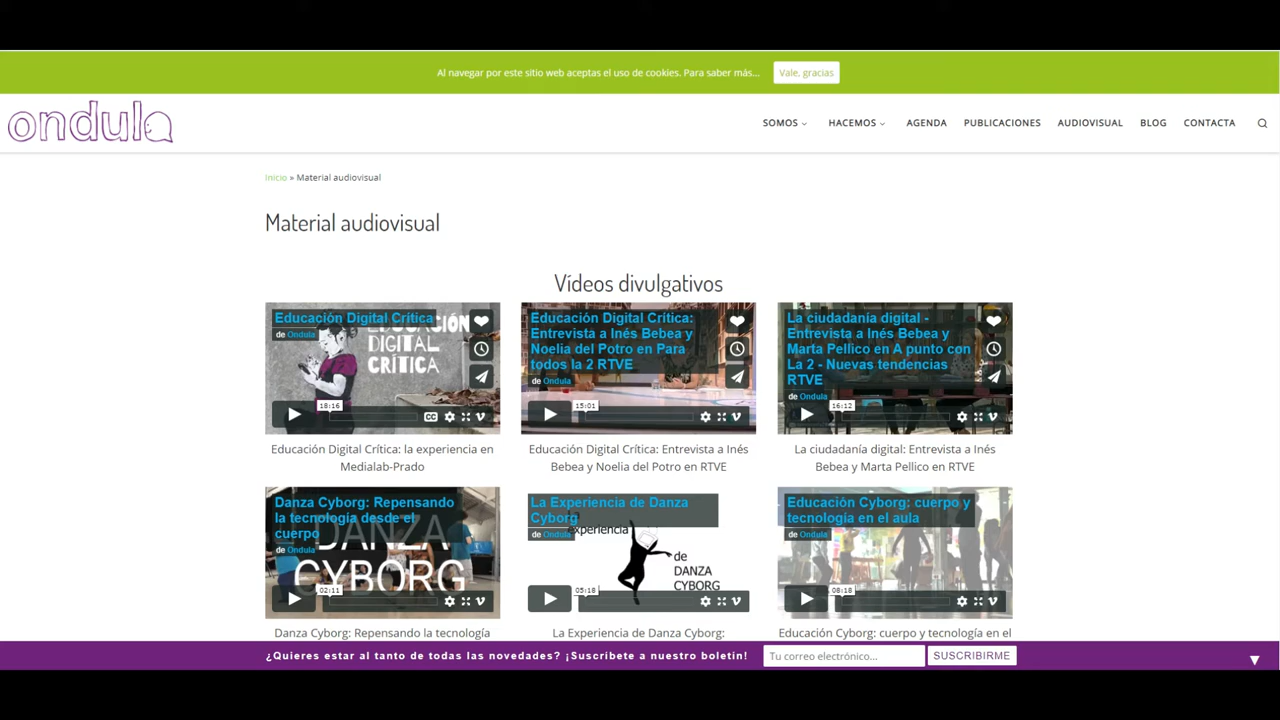 Al navegar por este sitio web aceptas el uso de cookies. Para saber más... Vale, gracias
ondula
SOMOS HACEMOS AGENDA PUBLICACIONES AUDIOVISUAL BLOG CONTACTA
Inicio » Material audiovisual
Material audiovisual
Vídeos divulgativos
Educación Digital Crítica
de Ondula
EDUCACIÓN
DIGITAL
CRÍTICA
18:16
CC
Educación Digital Crítica: la experiencia en
Medialab-Prado
Educación Digital Crítica:
Entrevista a Inés Bebea y
Noelia del Potro en Para
todos la 2 RTVE
de Ondula
15:01
Educación Digital Crítica: Entrevista a Inés
Bebea y Noelia del Potro en RTVE
La ciudadanía digital -
Entrevista a Inés Bebea y
Marta Pellico en A punto con
La 2 - Nuevas tendencias
RTVE
de Ondula
16:12
La ciudadanía digital: Entrevista a Inés
Bebea y Marta Pellico en RTVE
Danza Cyborg: Repensando
la tecnología desde el
cuerpo
de Ondula
DANZA
CYBORG
02:11
Danza Cyborg: Repensando la tecnología
La Experiencia de Danza
Cyborg
de Ondula
experiencia
de
DANZA
CYBORG
05:18
La Experiencia de Danza Cyborg:
Educación Cyborg: cuerpo y
tecnología en el aula
de Ondula
08:18
Educación Cyborg: cuerpo y tecnología en el
¿Quieres estar al tanto de todas las novedades? ¡Suscribete a nuestro boletin! Tu correo electrónico... SUSCRIBIRME